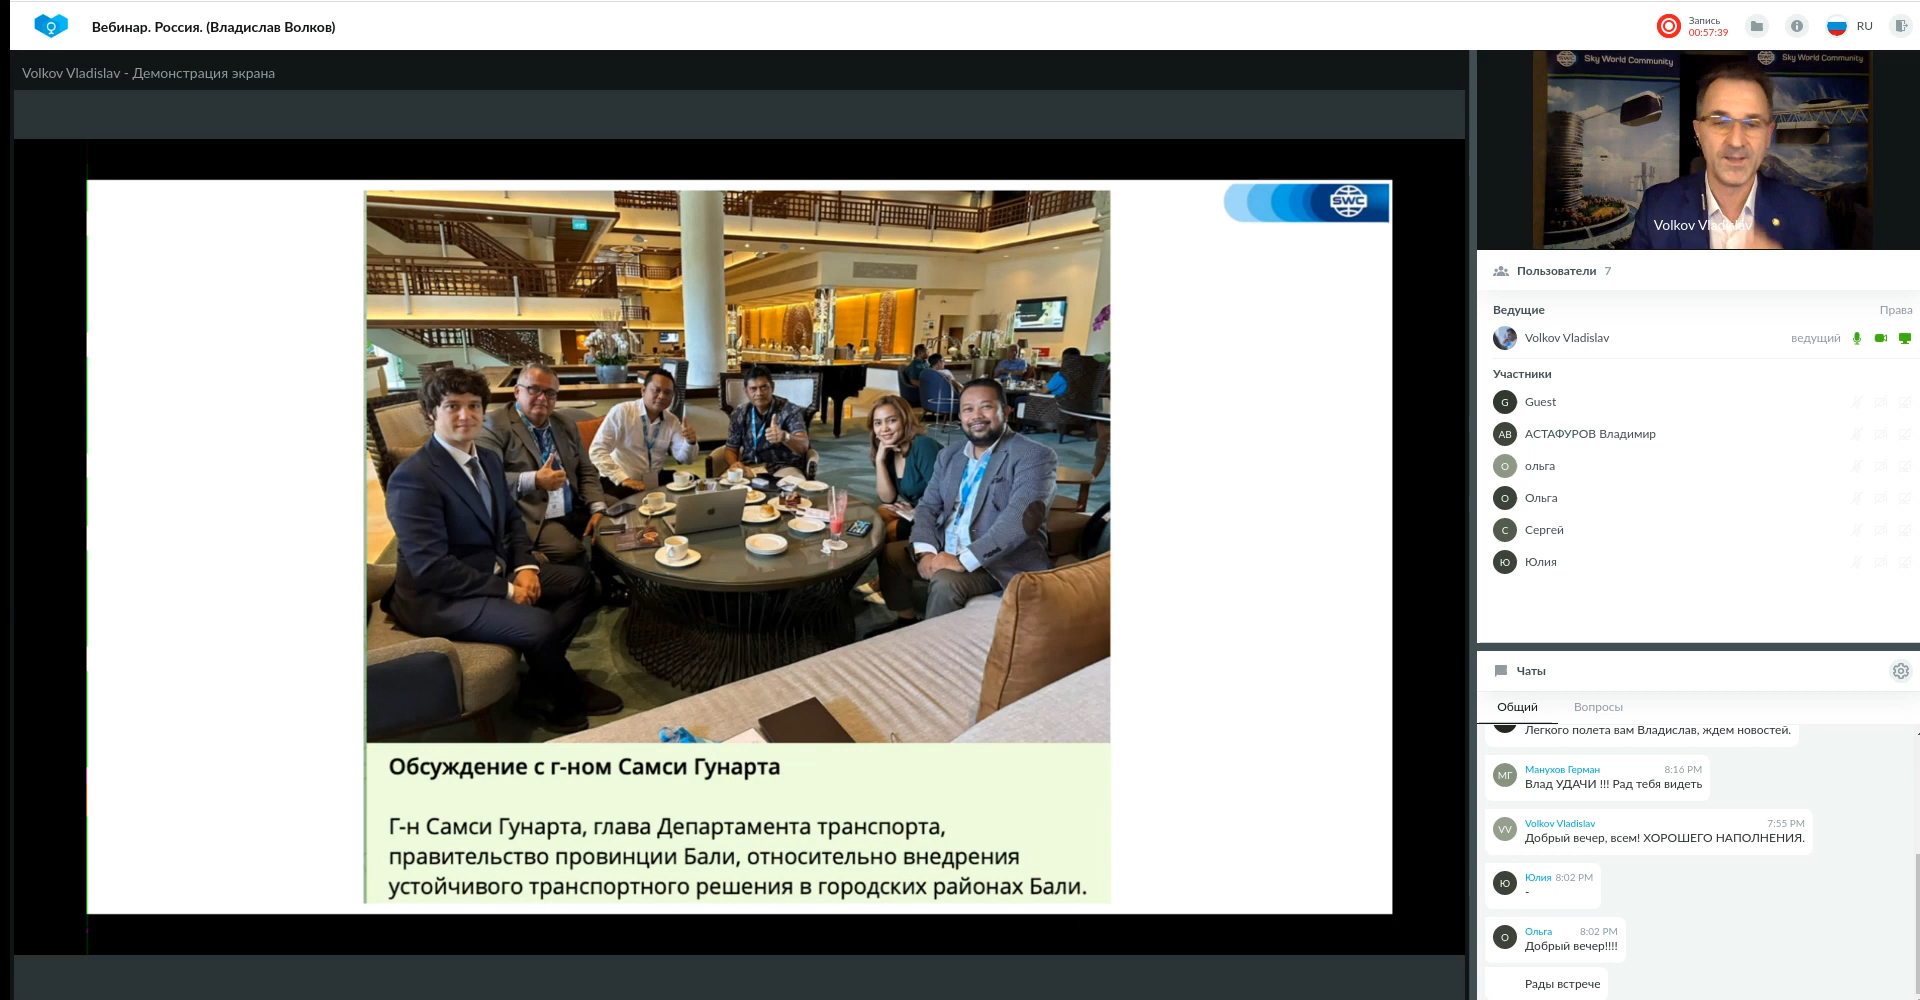 Вебинар. Россия. (Владислав Волков)
Запись
00:57:39
RU
Volkov Vladislav - Демонстрация экрана
SWC
Sky World Community
Sky World Community
Volkov Vladislav
Обсуждение с г-ном Самси Гунарта
Г-н Самси Гунарта, глава Департамента транспорта,
правительство провинции Бали, относительно внедрения
устойчивого транспортного решения в городских районах Бали.
Пользователи 7
Ведущие Права
Volkov Vladislav ведущий
Участники
G Guest
АВ АСТАФУРОВ Владимир
О ольга
О Ольга
С Сергей
Ю Юлия
Чаты
Общий Вопросы
Легкого полета вам Владислав, ждем новостей.
МГ Манухов Герман 8:16 PM
Влад УДАЧИ !!! Рад тебя видеть
VV Volkov Vladislav 7:55 PM
Добрый вечер, всем! ХОРОШЕГО НАПОЛНЕНИЯ.
Ю Юлия 8:02 PM
-
О Ольга 8:02 PM
Добрый вечер!!!!
Рады встрече